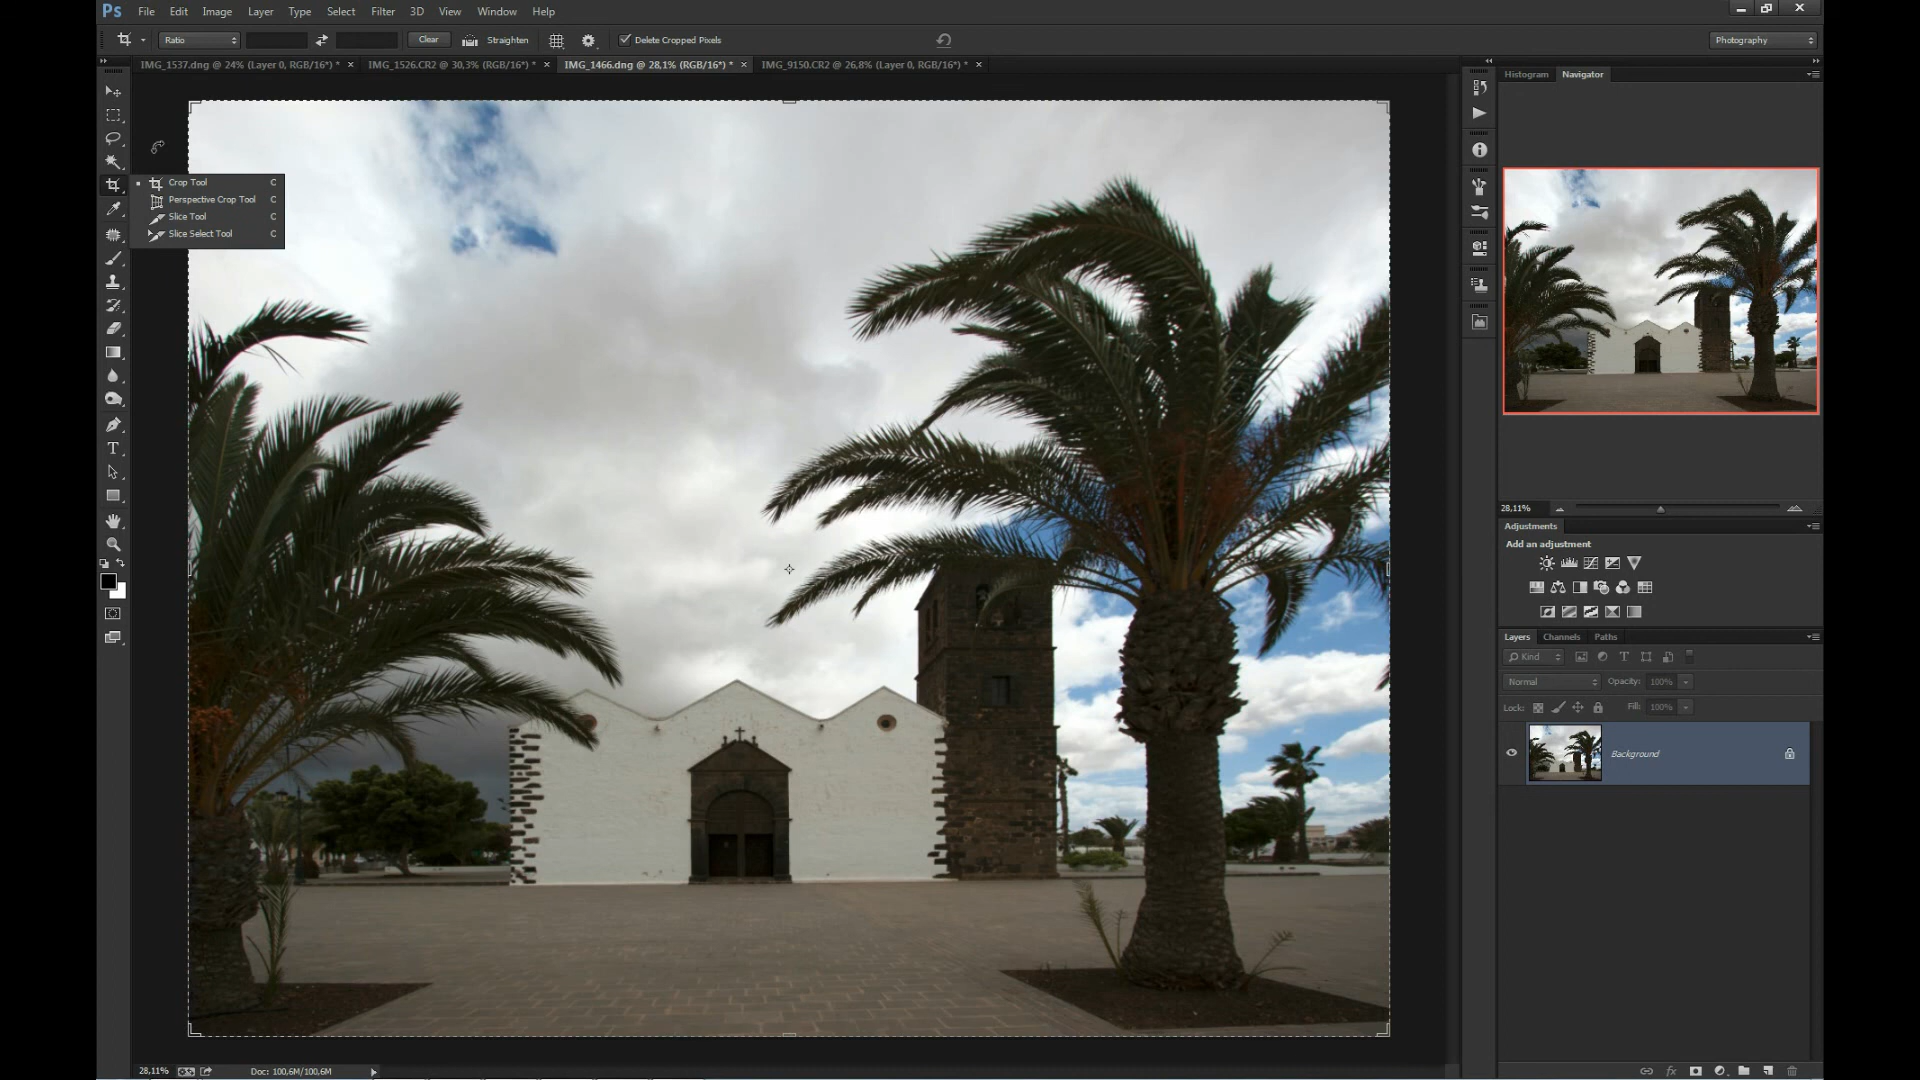 Ps File Edit Image Layer Type Select Filter 3D View Window Help
Ratio Clear Straighten Delete Cropped Pixels Photography
IMG_1537.dng @ 24% (Layer 0, RGB/16*) * × IMG_1526.CR2 @ 30,3% (RGB/16*) * × IMG_1466.dng @ 28,1% (RGB/16*) * × IMG_9150.CR2 @ 26,8% (Layer 0, RGB/16*) * ×
Histogram Navigator
Crop Tool C
Perspective Crop Tool C
Slice Tool C
Slice Select Tool C
T
28,11%
Adjustments
Add an adjustment
Layers Channels Paths
Kind T
Normal Opacity: 100%
Lock: Fill: 100%
Background
28,11% Doc: 100,6M/100,6M
fx